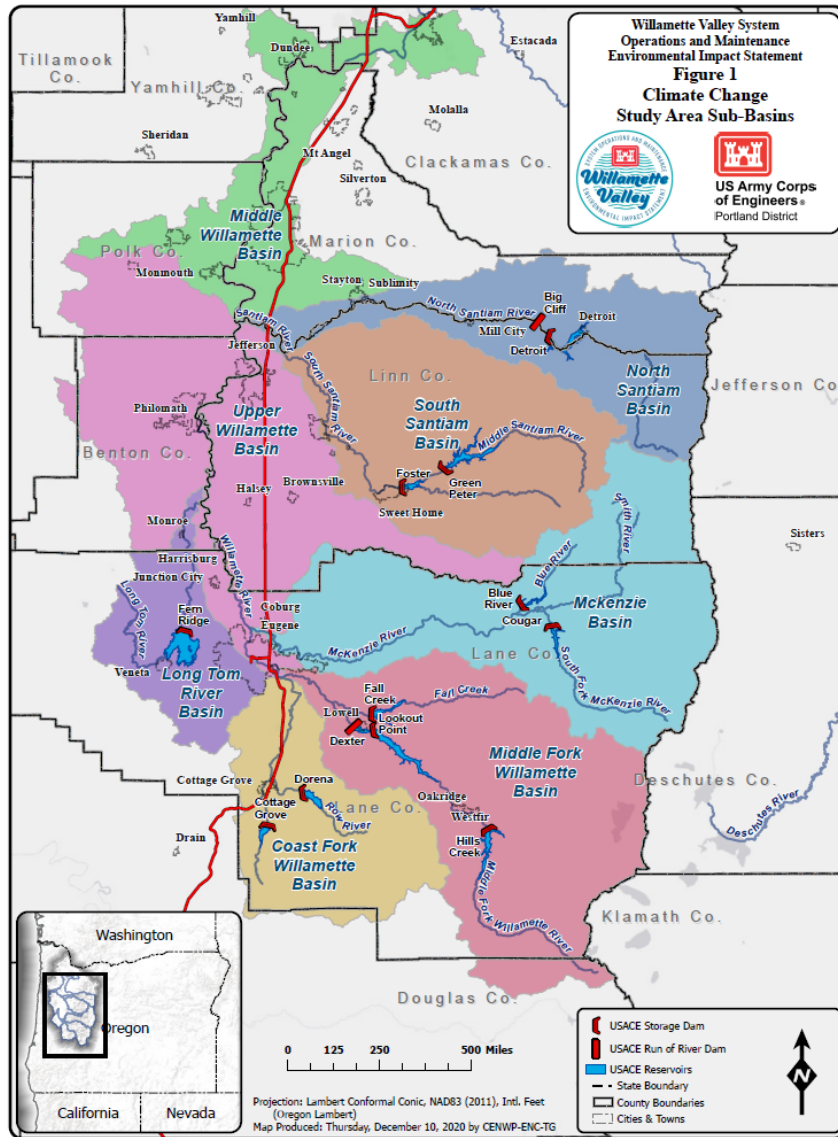 Willamette Valley System
Operations and Maintenance
Environmental Impact Statement
Figure 1
Climate Change
Study Area Sub-Basins
SYSTEM OPERATIONS AND MAINTENANCE
Willamette
Valley
ENVIRONMENTAL IMPACT STATEMENT
US Army Corps
of Engineers®
Portland District
Yamhill
Tillamook
Co.
Dundee
Estacada
Yamhill Co.
Molalla
Sheridan
Mt Angel
Clackamas Co.
Silverton
Middle
Willamette
Basin
Marion Co.
Polk Co.
Monmouth
Stayton
Sublimity
North Santiam River
Big
Cliff
Detroit
Santiam River
Mill City
Detroit
Jefferson
South Santiam River
Linn Co.
North
Santiam
Basin
Jefferson Co.
Philomath
Upper
Willamette
Basin
South
Santiam
Basin
Middle Santiam River
Benton Co.
Foster
Green
Peter
Halsey
Brownsville
Sweet Home
Smith River
Monroe
Sisters
Harrisburg
Willamette River
Junction City
Blue River
Long Tom River
Fern
Ridge
Coburg
Eugene
Blue
River
McKenzie
Basin
Cougar
McKenzie River
Lane Co.
Veneta
Long Tom
River
Basin
South Fork
McKenzie River
Fall
Creek
Fall Creek
Lowell
Lookout
Point
Dexter
Middle Fork
Willamette
Basin
Cottage Grove
Dorena
Deschutes Co.
Deschutes River
Cottage
Grove
Lane Co.
Oakridge
Row River
Westfir
Drain
Hills
Creek
Coast Fork
Willamette
Basin
Middle Fork
Willamette River
Klamath Co.
Douglas Co.
Washington
Oregon
California
Nevada
0 125 250 500 Miles
Projection: Lambert Conformal Conic, NAD83 (2011), Intl. Feet
(Oregon Lambert)
Map Produced: Thursday, December 10, 2020 by CENWP-ENC-TG
USACE Storage Dam
USACE Run of River Dam
USACE Reservoirs
State Boundary
County Boundaries
Cities & Towns
N